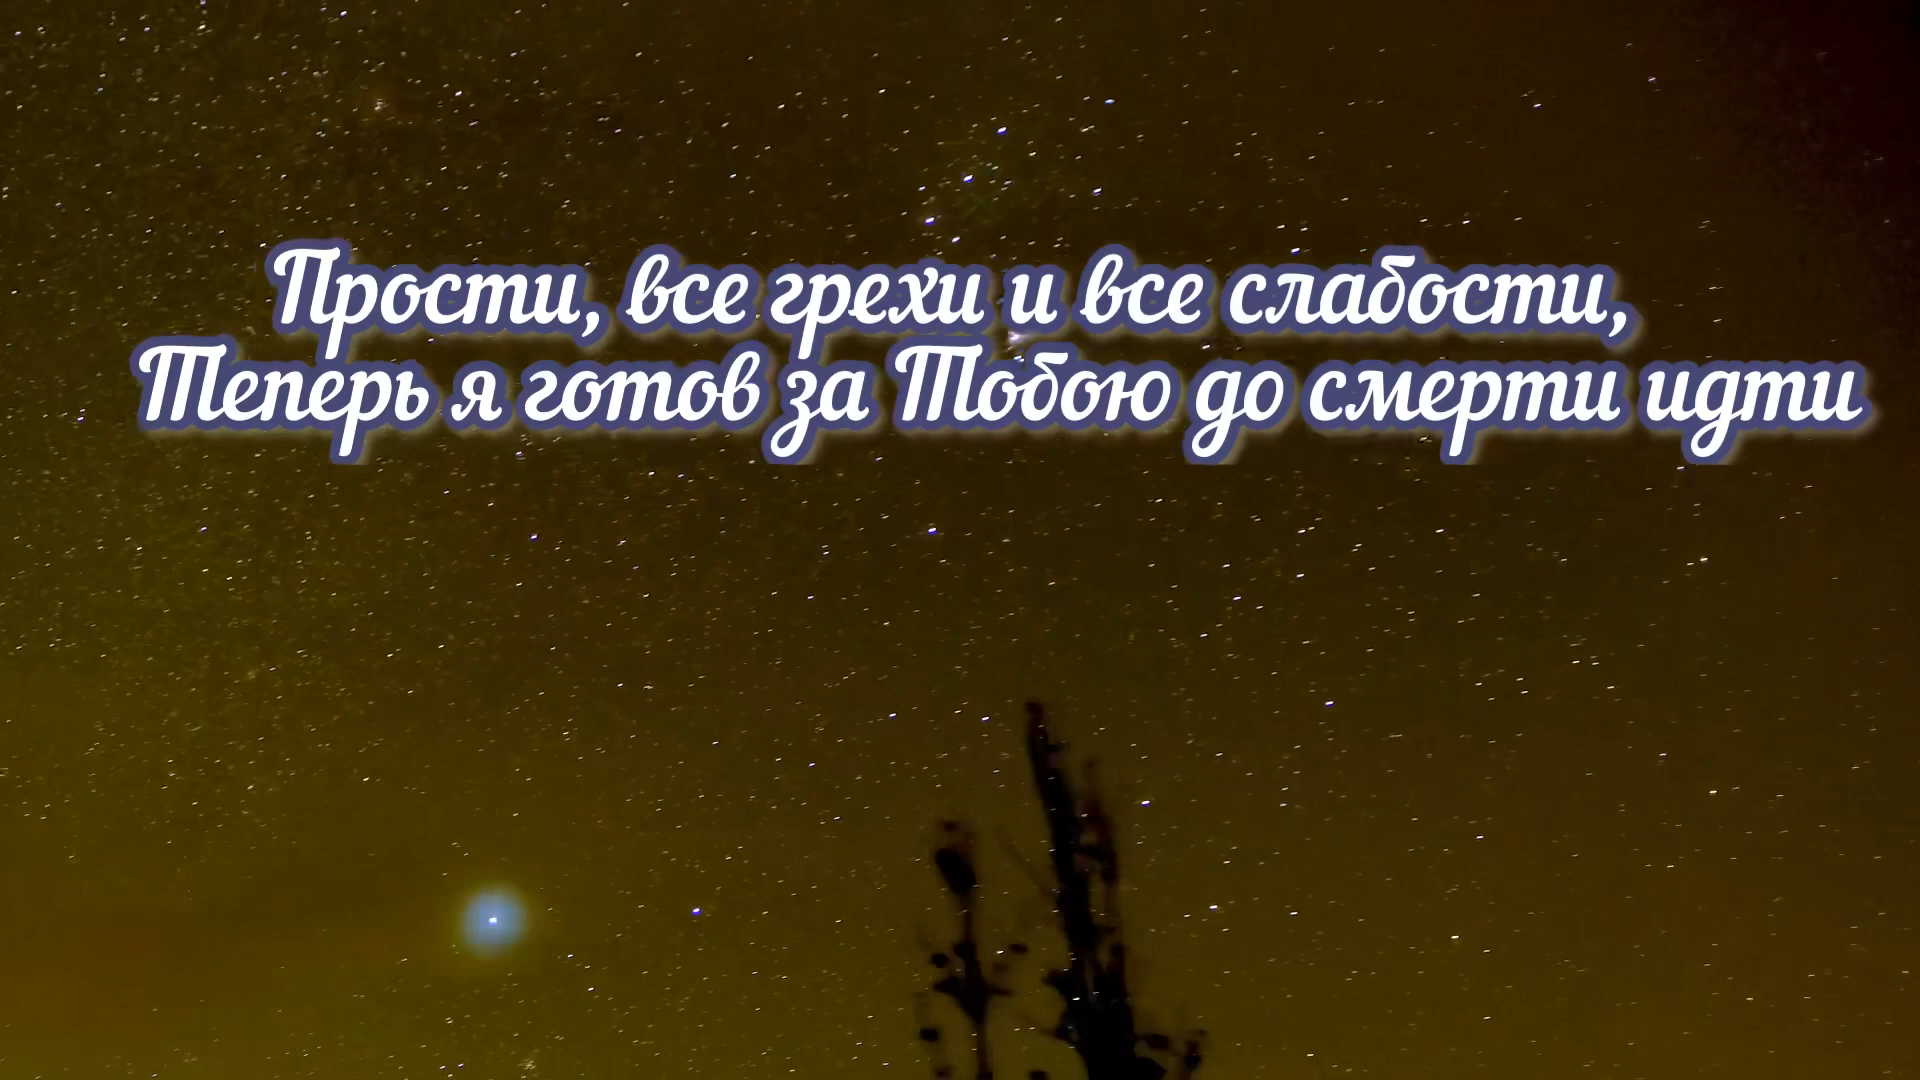 Прости, все грехи и все слабости,
Теперь я готов за Тобою до смерти идти